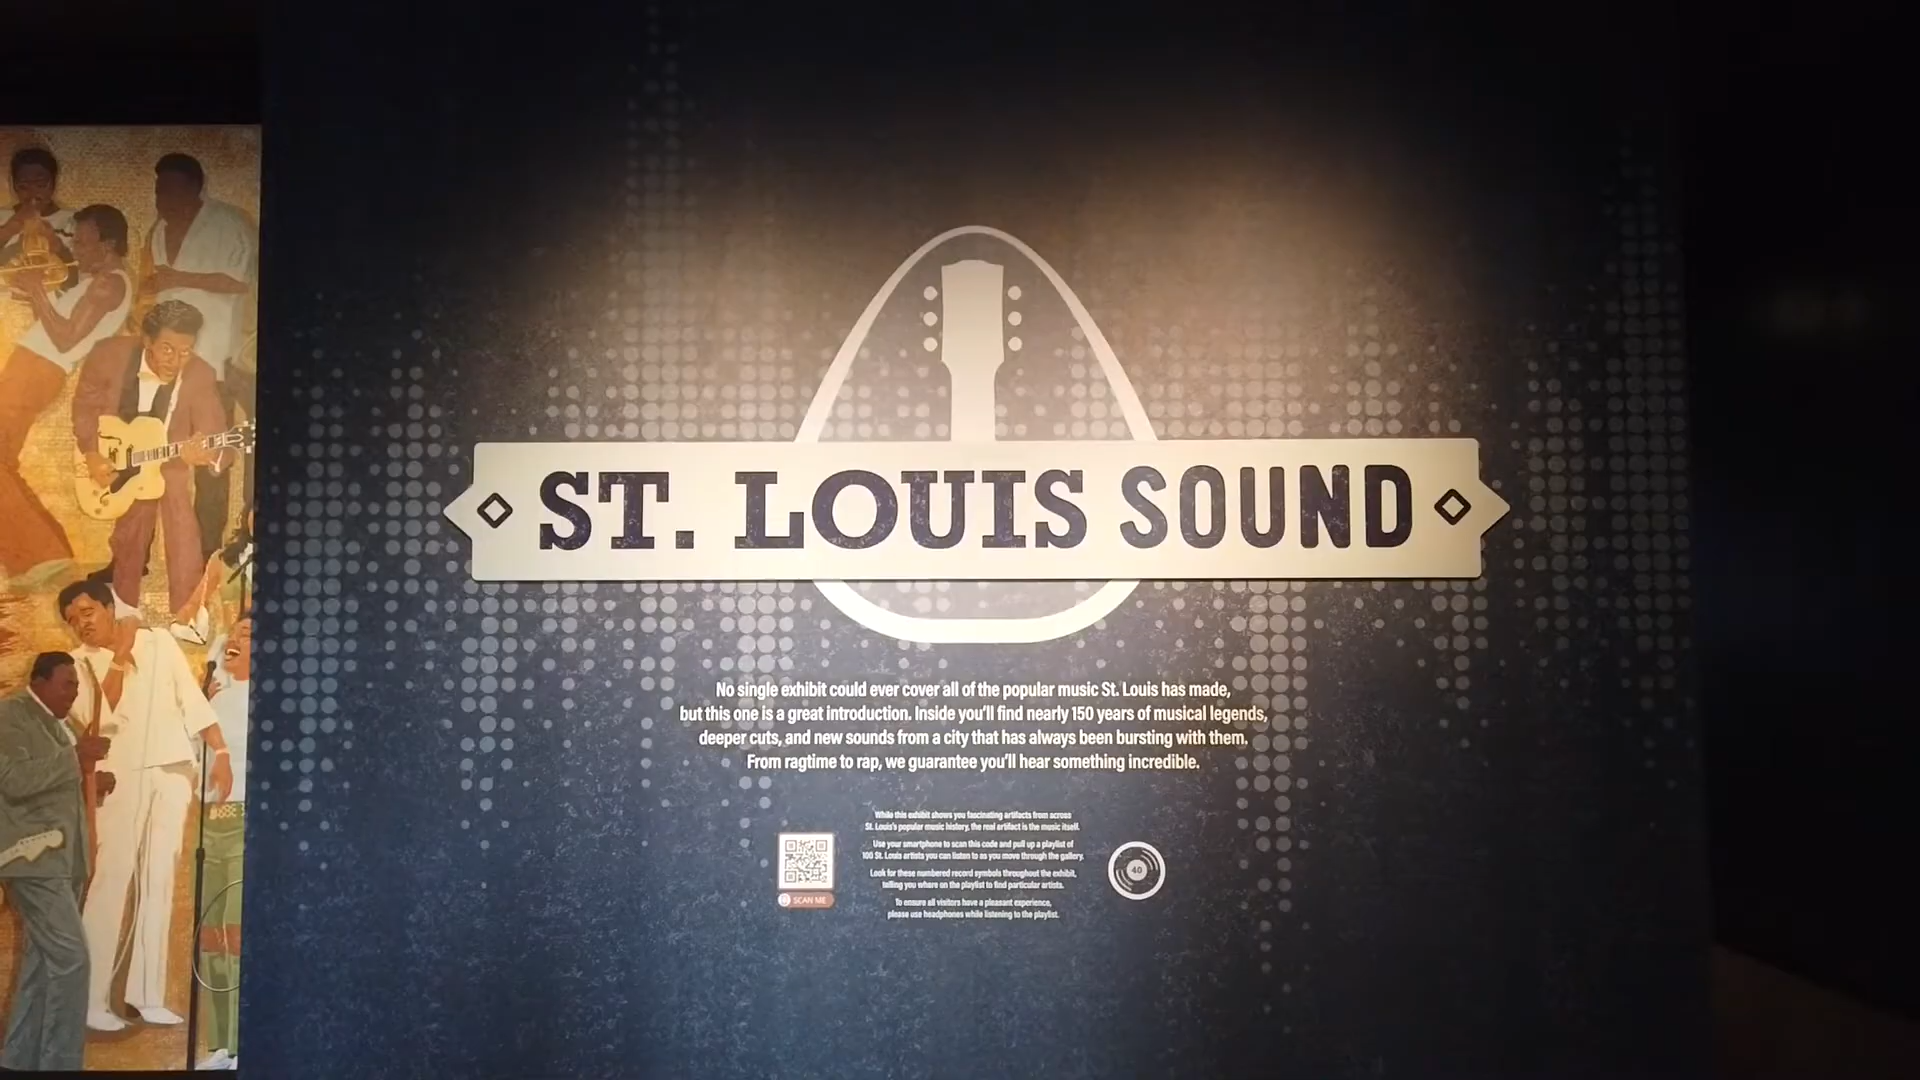 ST. LOUIS SOUND
No single exhibit could ever cover all of the popular music St. Louis has made,
but this one is a great introduction. Inside you'll find nearly 150 years of musical legends,
deeper cuts, and new sounds from a city that has always been bursting with them.
From ragtime to rap, we guarantee you'll hear something incredible.
While this exhibit shows you fascinating artifacts from across
St. Louis's popular music history, the real artifact is the music itself.
Use your smartphone to scan this code and pull up a playlist of
100 St. Louis artists you can listen to as you move through the gallery.
Look for these numbered record symbols throughout the exhibit,
telling you where on the playlist to find particular artists.
To ensure all visitors have a pleasant experience,
please use headphones while listening to the playlist.
SCAN ME
40